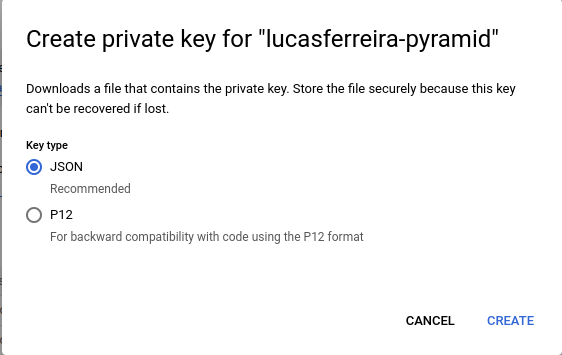 Create private key for "lucasferreira-pyramid"
Downloads a file that contains the private key. Store the file securely because this key
can't be recovered if lost.
Key type
JSON
Recommended
P12
For backward compatibility with code using the P12 format
CANCEL CREATE